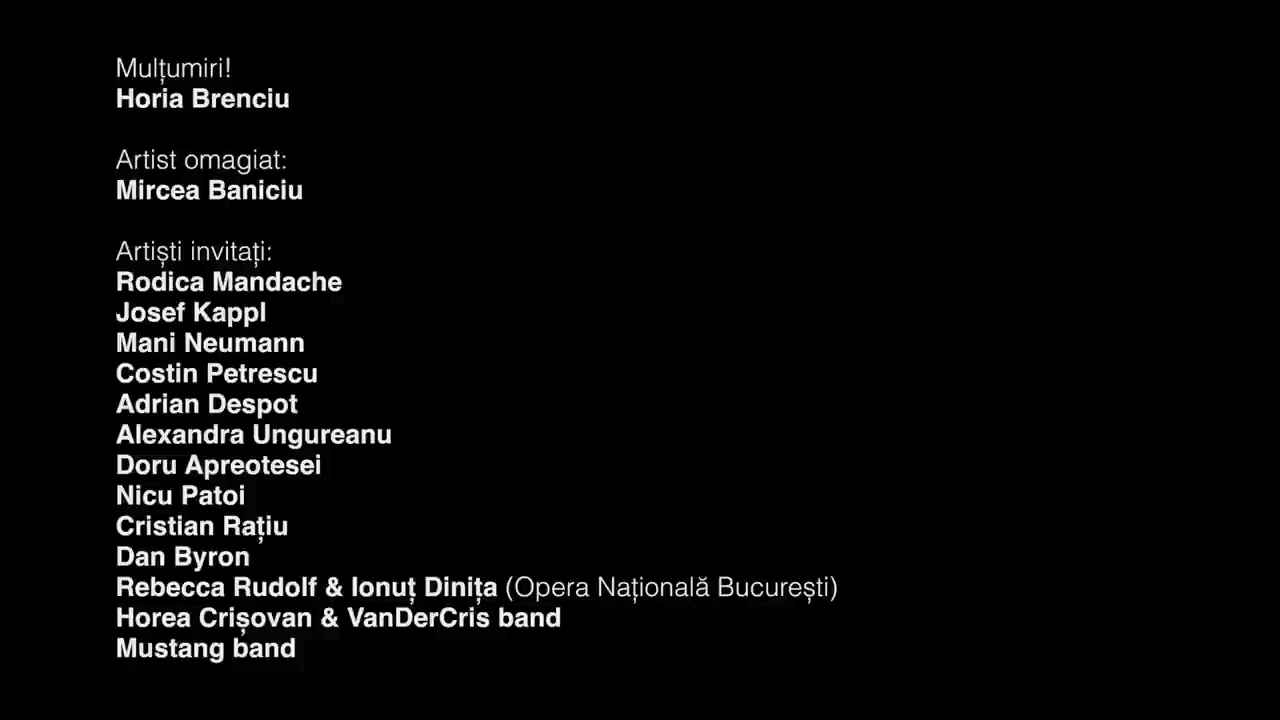 Mulțumiri!
Horia Brenciu
Artist omagiat:
Mircea Baniciu
Artiști invitați:
Rodica Mandache
Josef Kappl
Mani Neumann
Costin Petrescu
Adrian Despot
Alexandra Ungureanu
Doru Apreotesei
Nicu Patoi
Cristian Rațiu
Dan Byron
Rebecca Rudolf & Ionuț Dinița (Opera Națională București)
Horea Crișovan & VanDerCris band
Mustang band